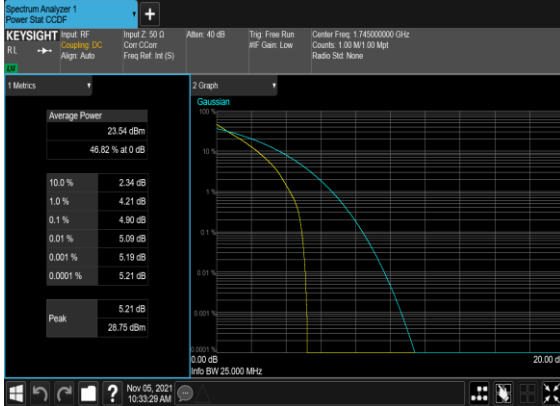 Spectrum Analyzer 1
Power Stat CCDF
+
KEYSIGHT
RL
LV
Input: RF
Coupling: DC
Align: Auto
Input Z: 50 Ω
Corr CCorr
Freq Ref: Int (S)
Atten: 40 dB
Trig: Free Run
#IF Gain: Low
Center Freq: 1.745000000 GHz
Counts: 1.00 M/1.00 Mpt
Radio Std: None
1 Metrics
Average Power
23.54 dBm
46.82 % at 0 dB
10.0 % 2.34 dB
1.0 % 4.21 dB
0.1 % 4.90 dB
0.01 % 5.09 dB
0.001 % 5.19 dB
0.0001 % 5.21 dB
Peak
5.21 dB
28.75 dBm
2 Graph
Gaussian
100 %
10 %
1 %
0.1 %
0.01 %
0.001 %
0.0001 %
0.00 dB
20.00 d
Info BW 25.000 MHz
?
Nov 05, 2021
10:33:29 AM